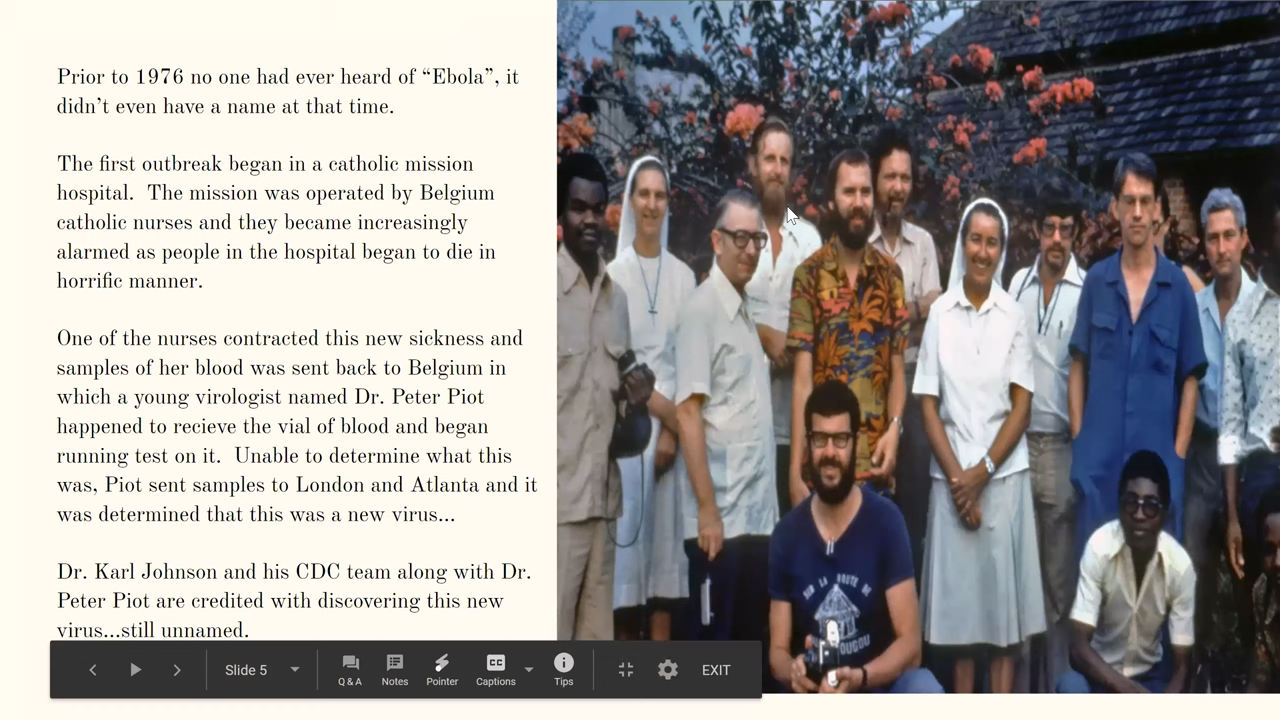 Prior to 1976 no one had ever heard of “Ebola”, it
didn’t even have a name at that time.
The first outbreak began in a catholic mission
hospital.  The mission was operated by Belgium
catholic nurses and they became increasingly
alarmed as people in the hospital began to die in
horrific manner.
One of the nurses contracted this new sickness and
samples of her blood was sent back to Belgium in
which a young virologist named Dr. Peter Piot
happened to recieve the vial of blood and began
running test on it.  Unable to determine what this
was, Piot sent samples to London and Atlanta and it
was determined that this was a new virus...
Dr. Karl Johnson and his CDC team along with Dr.
Peter Piot are credited with discovering this new
virus...still unnamed.
SUR LA ROUTE DE
Slide 5
Q & A
Notes
Pointer
CC
Captions
Tips
EXIT